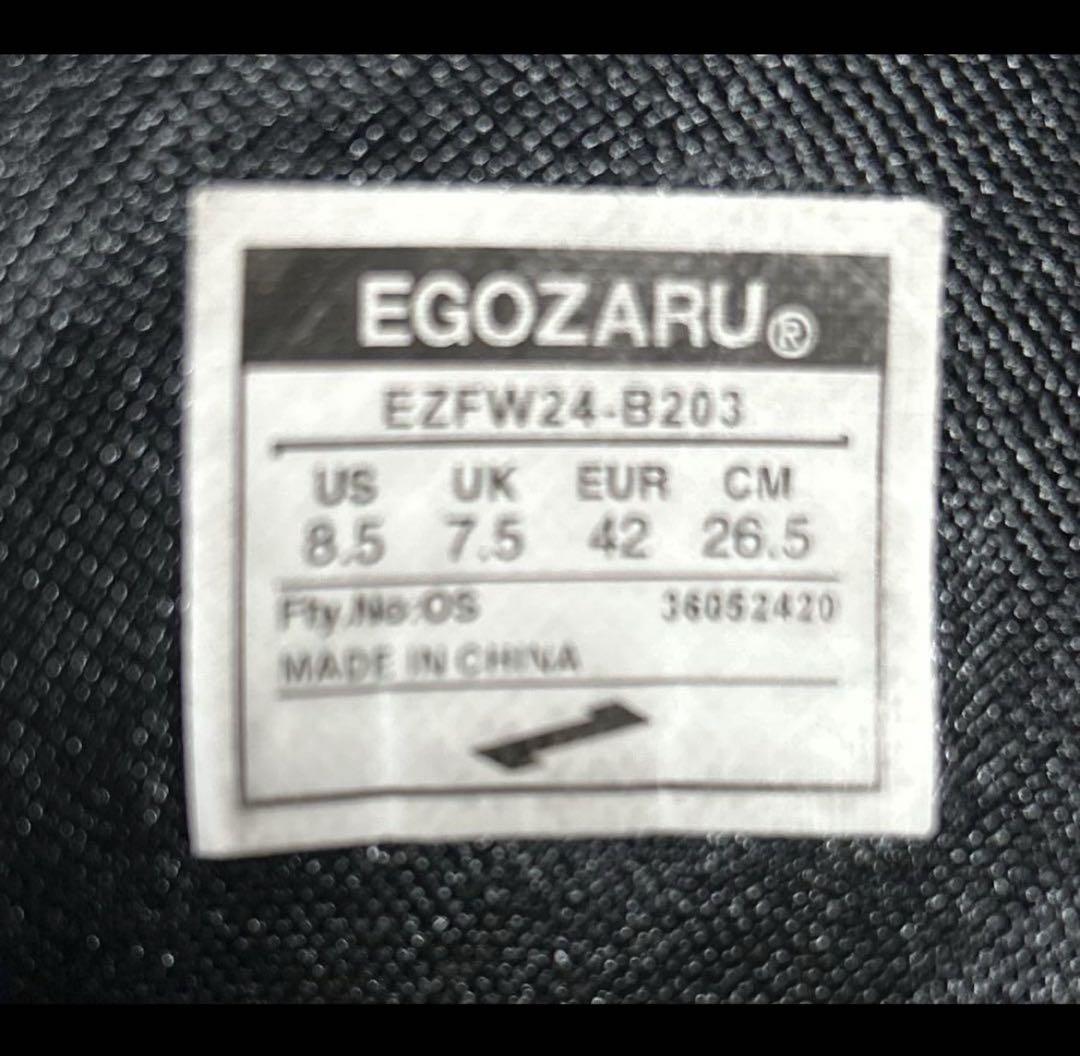 EGOZARU®
EZFW24-B203
US UK EUR CM
8.5 7.5 42 26.5
Fty.No:OS 36052420
MADE IN CHINA